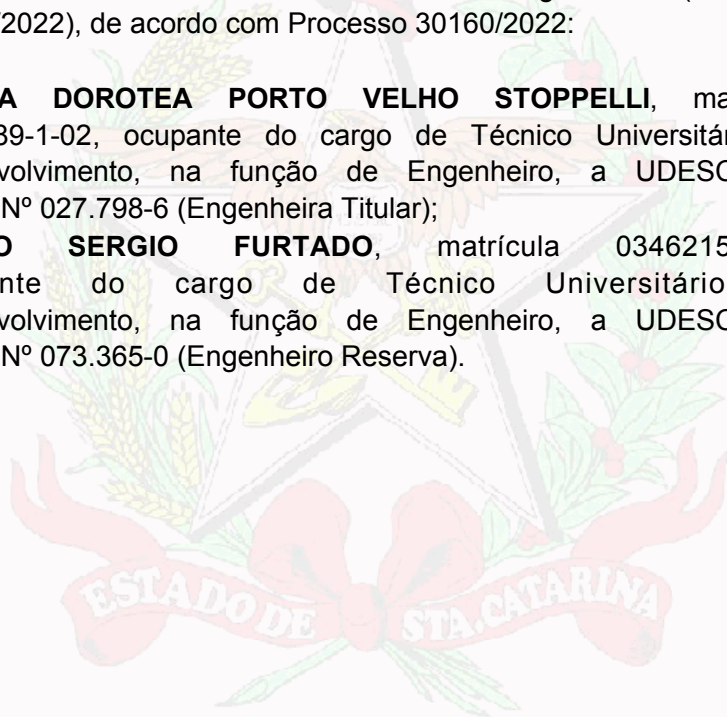 /2022), de acordo com Processo 30160/2022:
A DOROTEA PORTO VELHO STOPPELLI, ma
39-1-02, ocupante do cargo de Técnico Universitár
volvimento, na função de Engenheiro, a UDESC
Nº 027.798-6 (Engenheira Titular);
O SERGIO FURTADO, matrícula 0346215
nte do cargo de Técnico Universitário
volvimento, na função de Engenheiro, a UDESC
Nº 073.365-0 (Engenheiro Reserva).
ESTADO DE STA. CATARINA